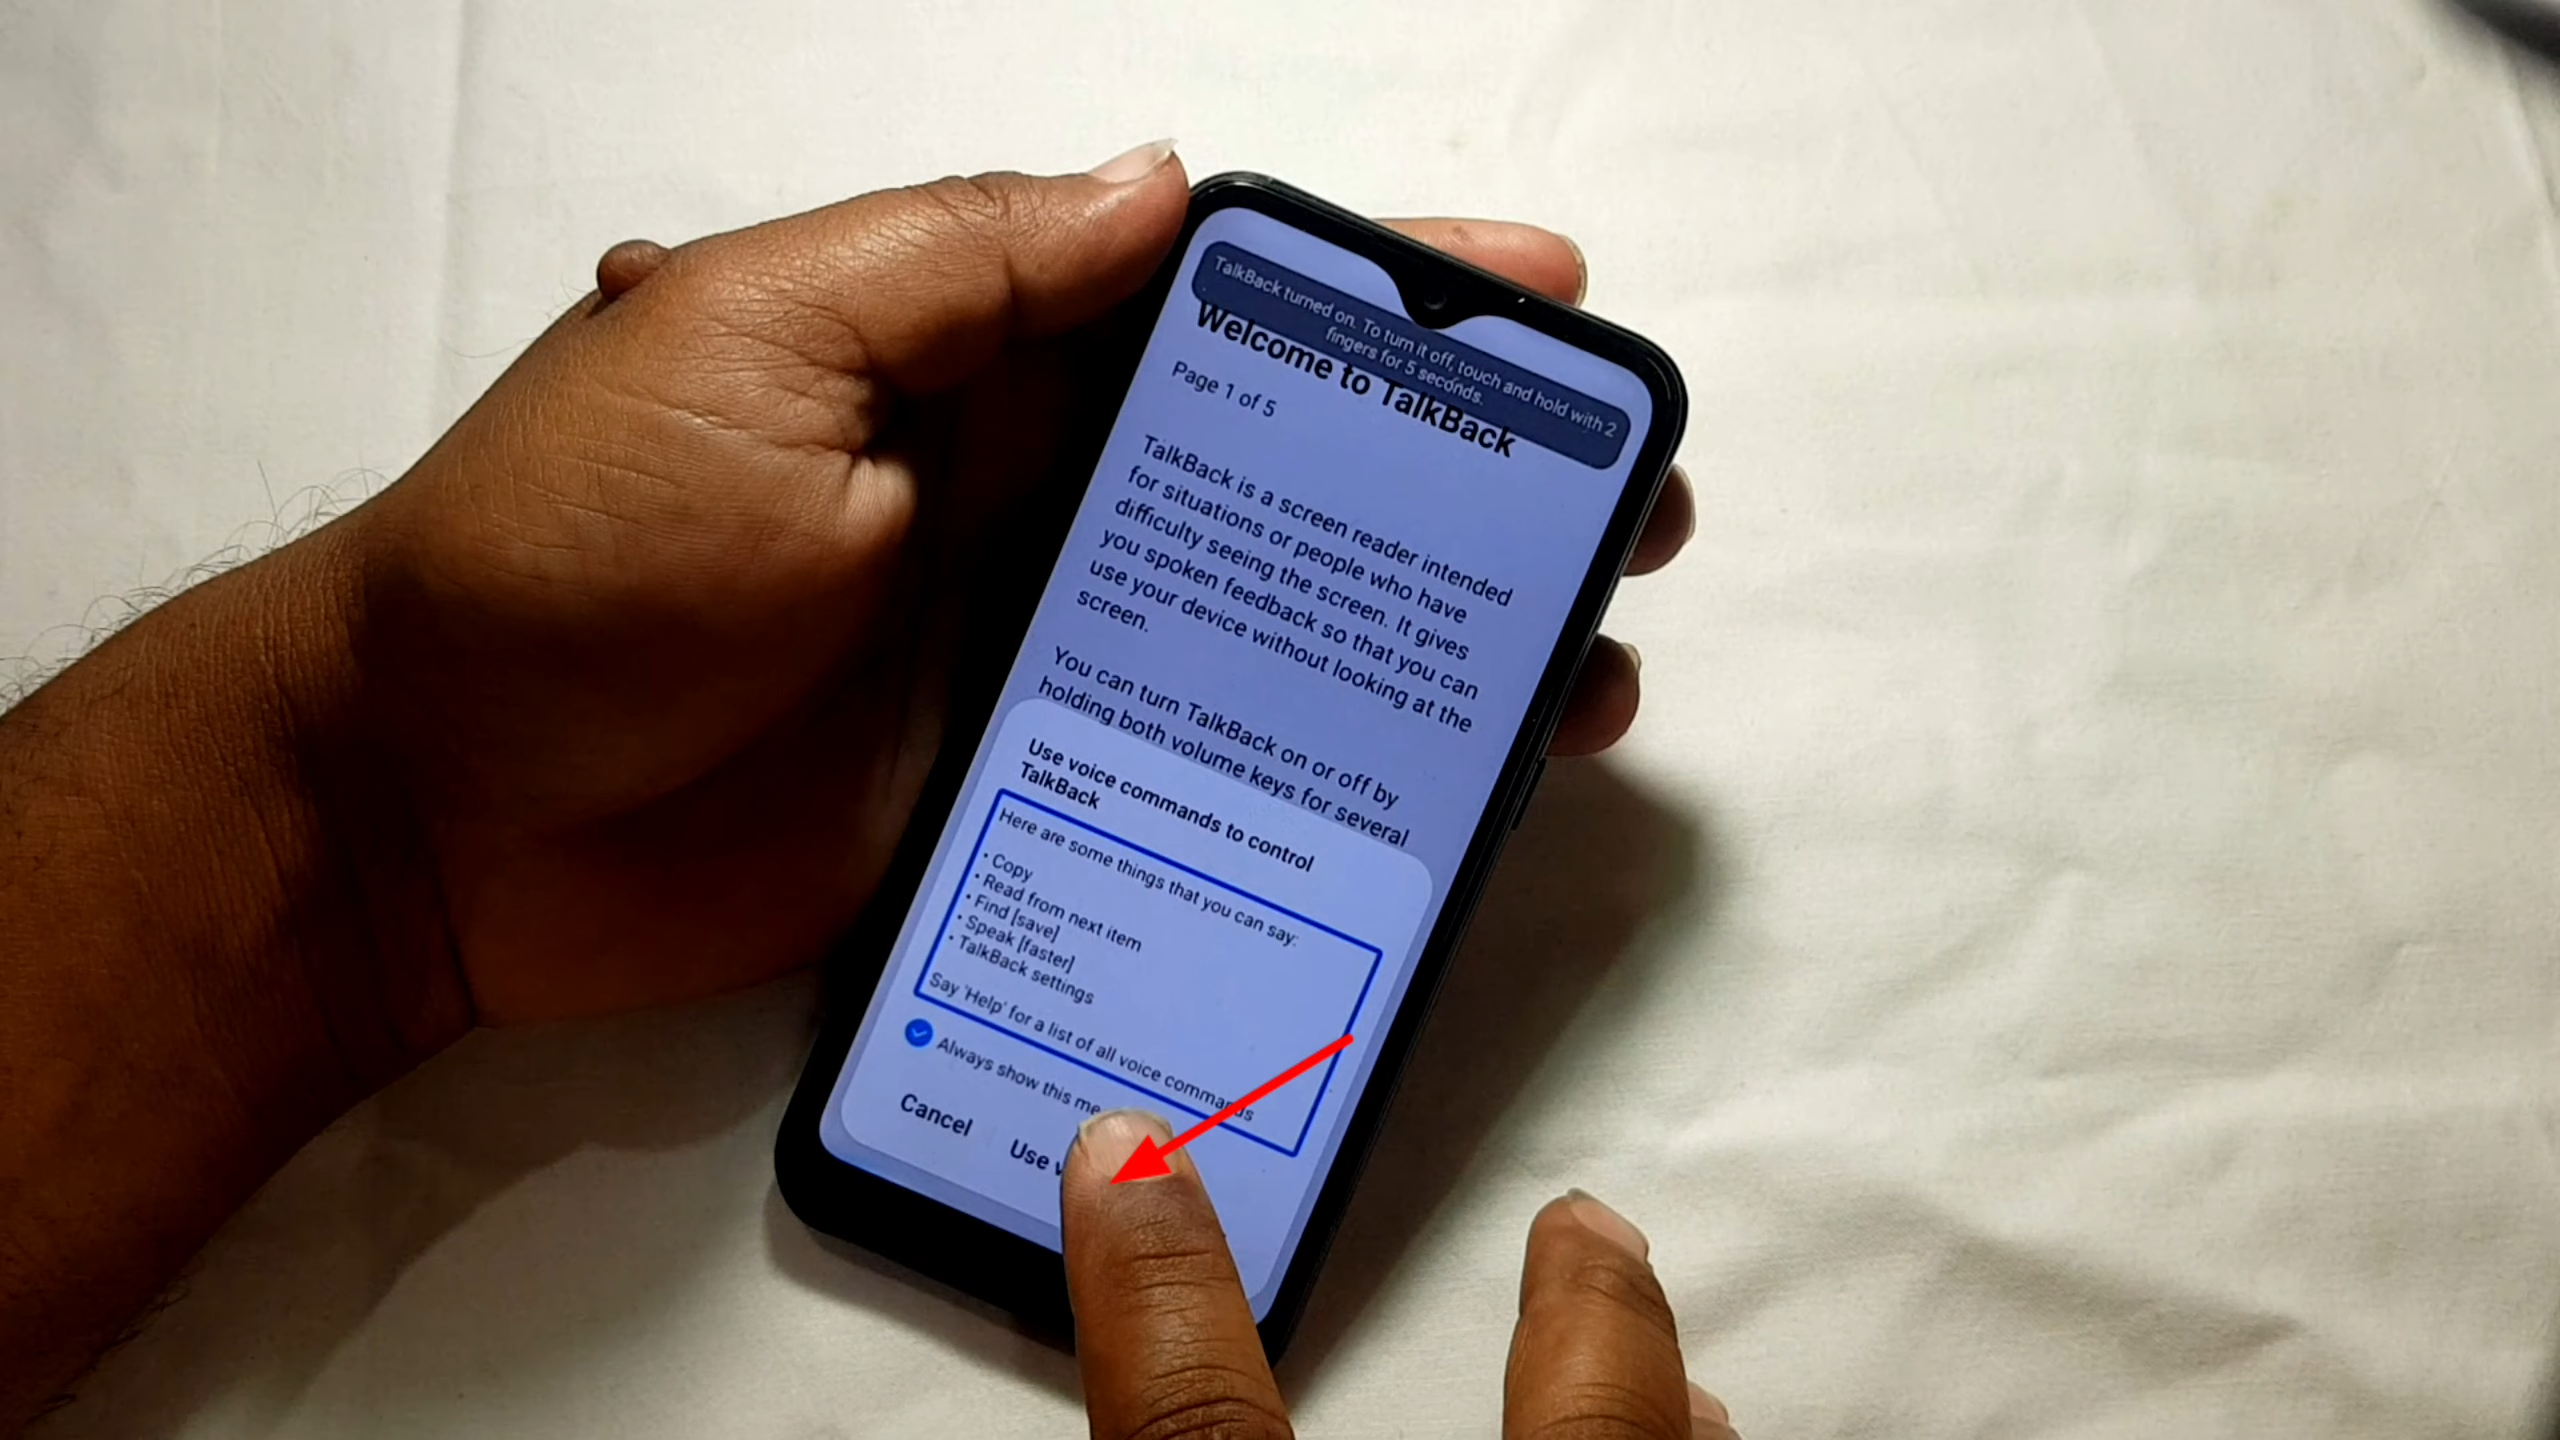 TalkBack turned on. To turn it off, touch and hold with 2
fingers for 5 seconds.
Welcome to TalkBack
Page 1 of 5
TalkBack is a screen reader intended
for situations or people who have
difficulty seeing the screen. It gives
you spoken feedback so that you can
use your device without looking at the
screen.
You can turn TalkBack on or off by
holding both volume keys for several
Use voice commands to control
TalkBack
Here are some things that you can say:
• Copy
• Read from next item
• Find [save]
• Speak [faster]
• TalkBack settings
Say 'Help' for a list of all voice commands
Always show this
Cancel
Use